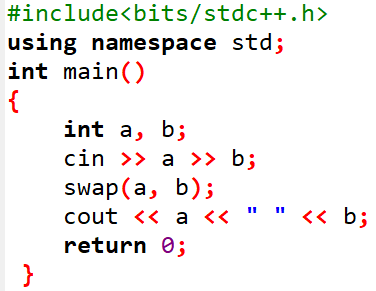 #include<bits/stdc++.h>
using namespace std;
int main()
{
    int a, b;
    cin >> a >> b;
    swap(a, b);
    cout << a << " " << b;
    return 0;
 }